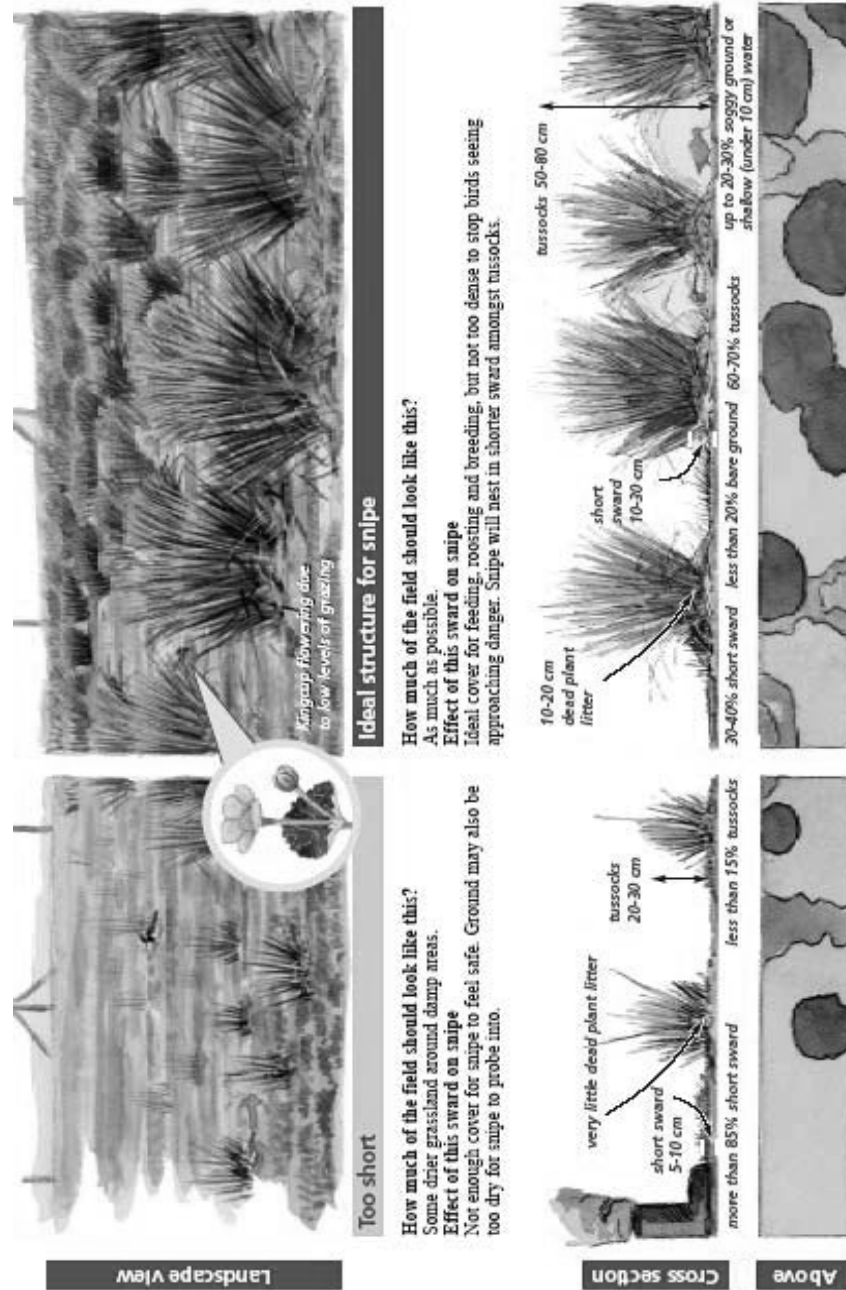 Landscape view
Too short
How much of the field should look like this?
Some drier grassland around damp areas.
Effect of this sward on snipe
Not enough cover for snipe to feel safe. Ground may also be
too dry for snipe to probe into.
Kingcup flowering due
to low levels of grazing
Ideal structure for snipe
How much of the field should look like this?
As much as possible.
Effect of this sward on snipe
Ideal cover for feeding, roosting and breeding, but not too dense to stop birds seeing
approaching danger. Snipe will nest in shorter sward amongst tussocks.
Cross section
very little dead plant litter
short sward
5-10 cm
tussocks
20-30 cm
more than 85% short sward
less than 15% tussocks
10-20 cm
dead plant
litter
short
sward
10-30 cm
tussocks 50-80 cm
30-40% short sward
less than 20% bare ground
60-70% tussocks
up to 20-30% soggy ground or
shallow (under 10 cm) water
Above